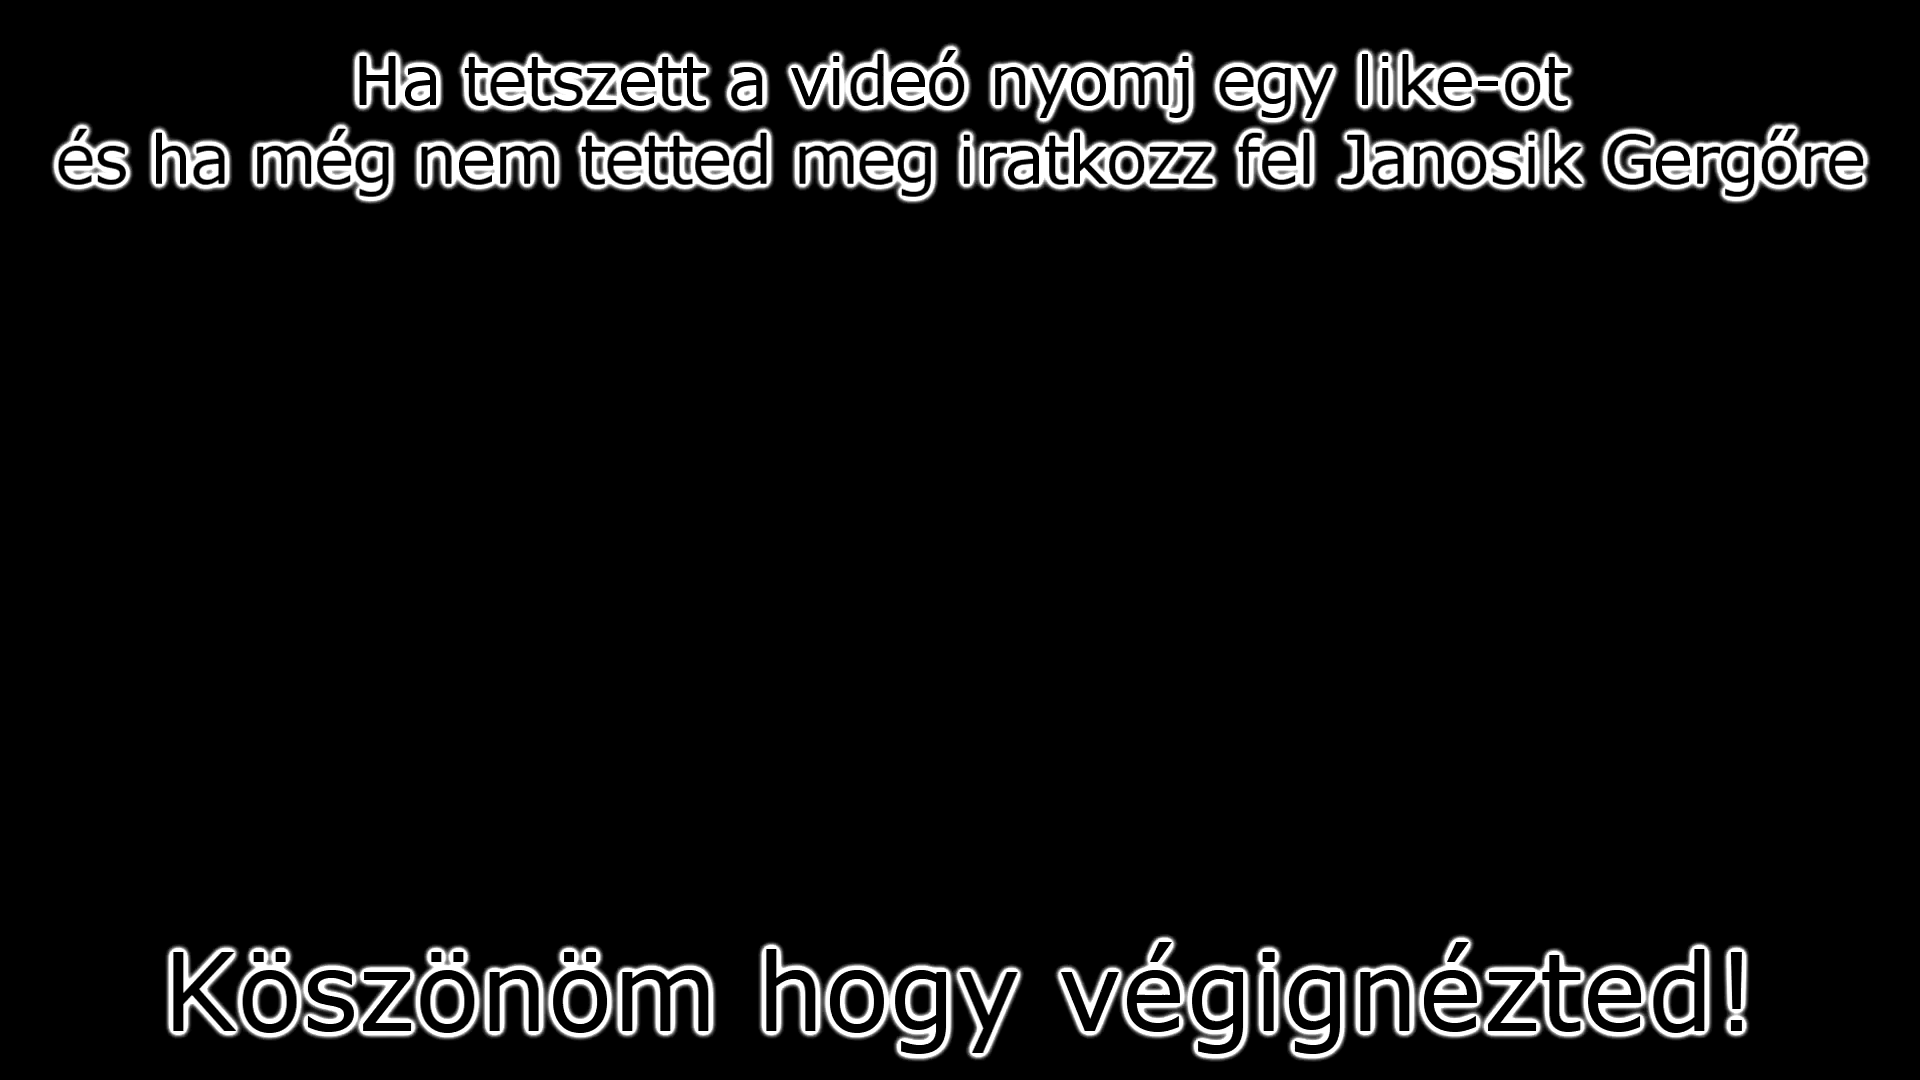 Ha tetszett a videó nyomj egy like-ot
és ha még nem tetted meg iratkozz fel Janosik Gergőre
Köszönöm hogy végignézted!